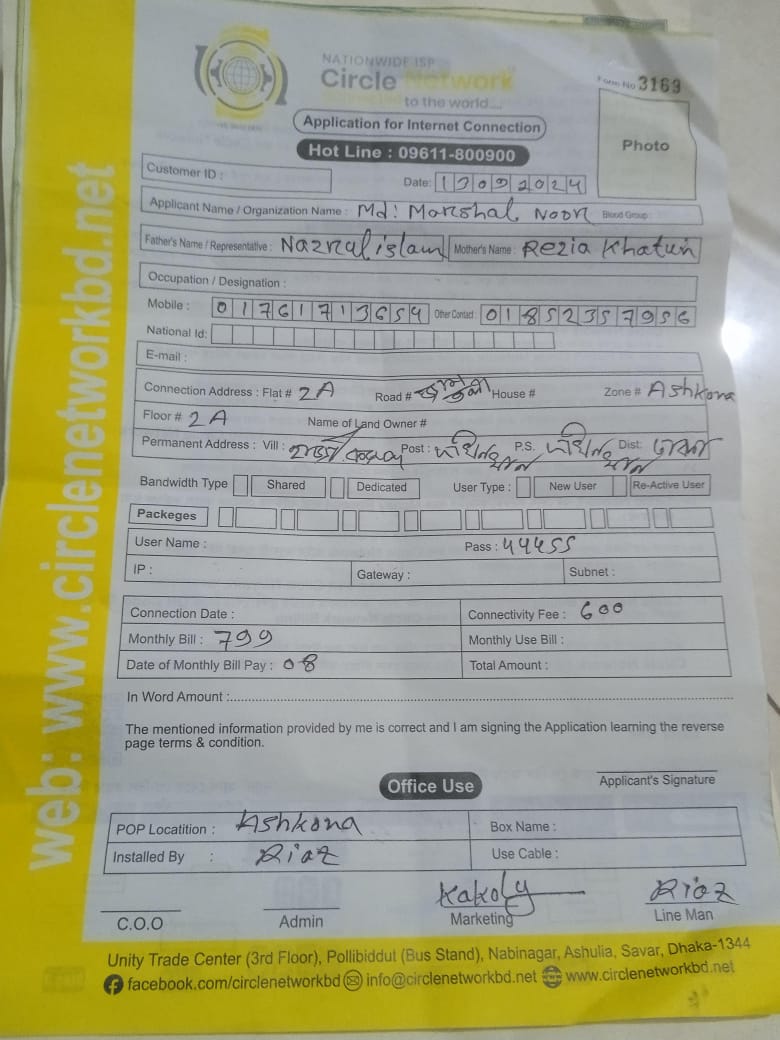 NATIONWIDE ISP
Circle Network
to the world...
Form No 3169
Application for Internet Connection
Photo
Hot Line : 09611-800900
Customer ID :
Date: 13092024
Applicant Name / Organization Name : Md: Marshal Noor Blood Group :
Father's Name / Representative : Nazrul islam Mother's Name : Rezia Khatun
Occupation / Designation :
Mobile : 01761713654 Other Contact : 01852357956
National Id:
E-mail :
Connection Address : Flat # 2A Road # House # Zone # Ashkona
Floor # 2A Name of Land Owner #
Permanent Address : Vill : Post : P.S. Dist:
Bandwidth Type Shared Dedicated User Type : New User Re-Active User
Packeges
User Name : Pass : 44455
IP : Gateway : Subnet :
Connection Date : Connectivity Fee : 600
Monthly Bill : 799 Monthly Use Bill :
Date of Monthly Bill Pay : 08 Total Amount :
In Word Amount :
The mentioned information provided by me is correct and I am signing the Application learning the reverse
page terms & condition.
Applicant's Signature
Office Use
POP Locatition : Ashkona Box Name :
Installed By : Riaz Use Cable :
Kakoly Riaz
C.O.O Admin Marketing Line Man
Unity Trade Center (3rd Floor), Pollibiddut (Bus Stand), Nabinagar, Ashulia, Savar, Dhaka-1344
facebook.com/circlenetworkbd info@circlenetworkbd.net www.circlenetworkbd.net
web: www.circlenetworkbd.net